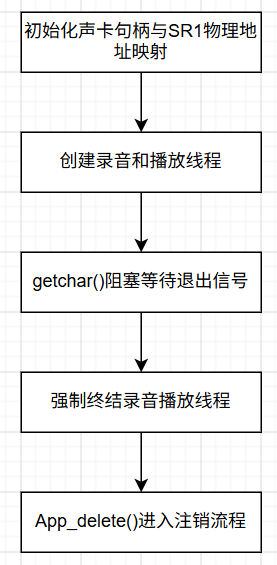 初始化声卡句柄与SR1物理地
址映射
创建录音和播放线程
getchar()阻塞等待退出信号
强制终结录音播放线程
App_delete()进入注销流程